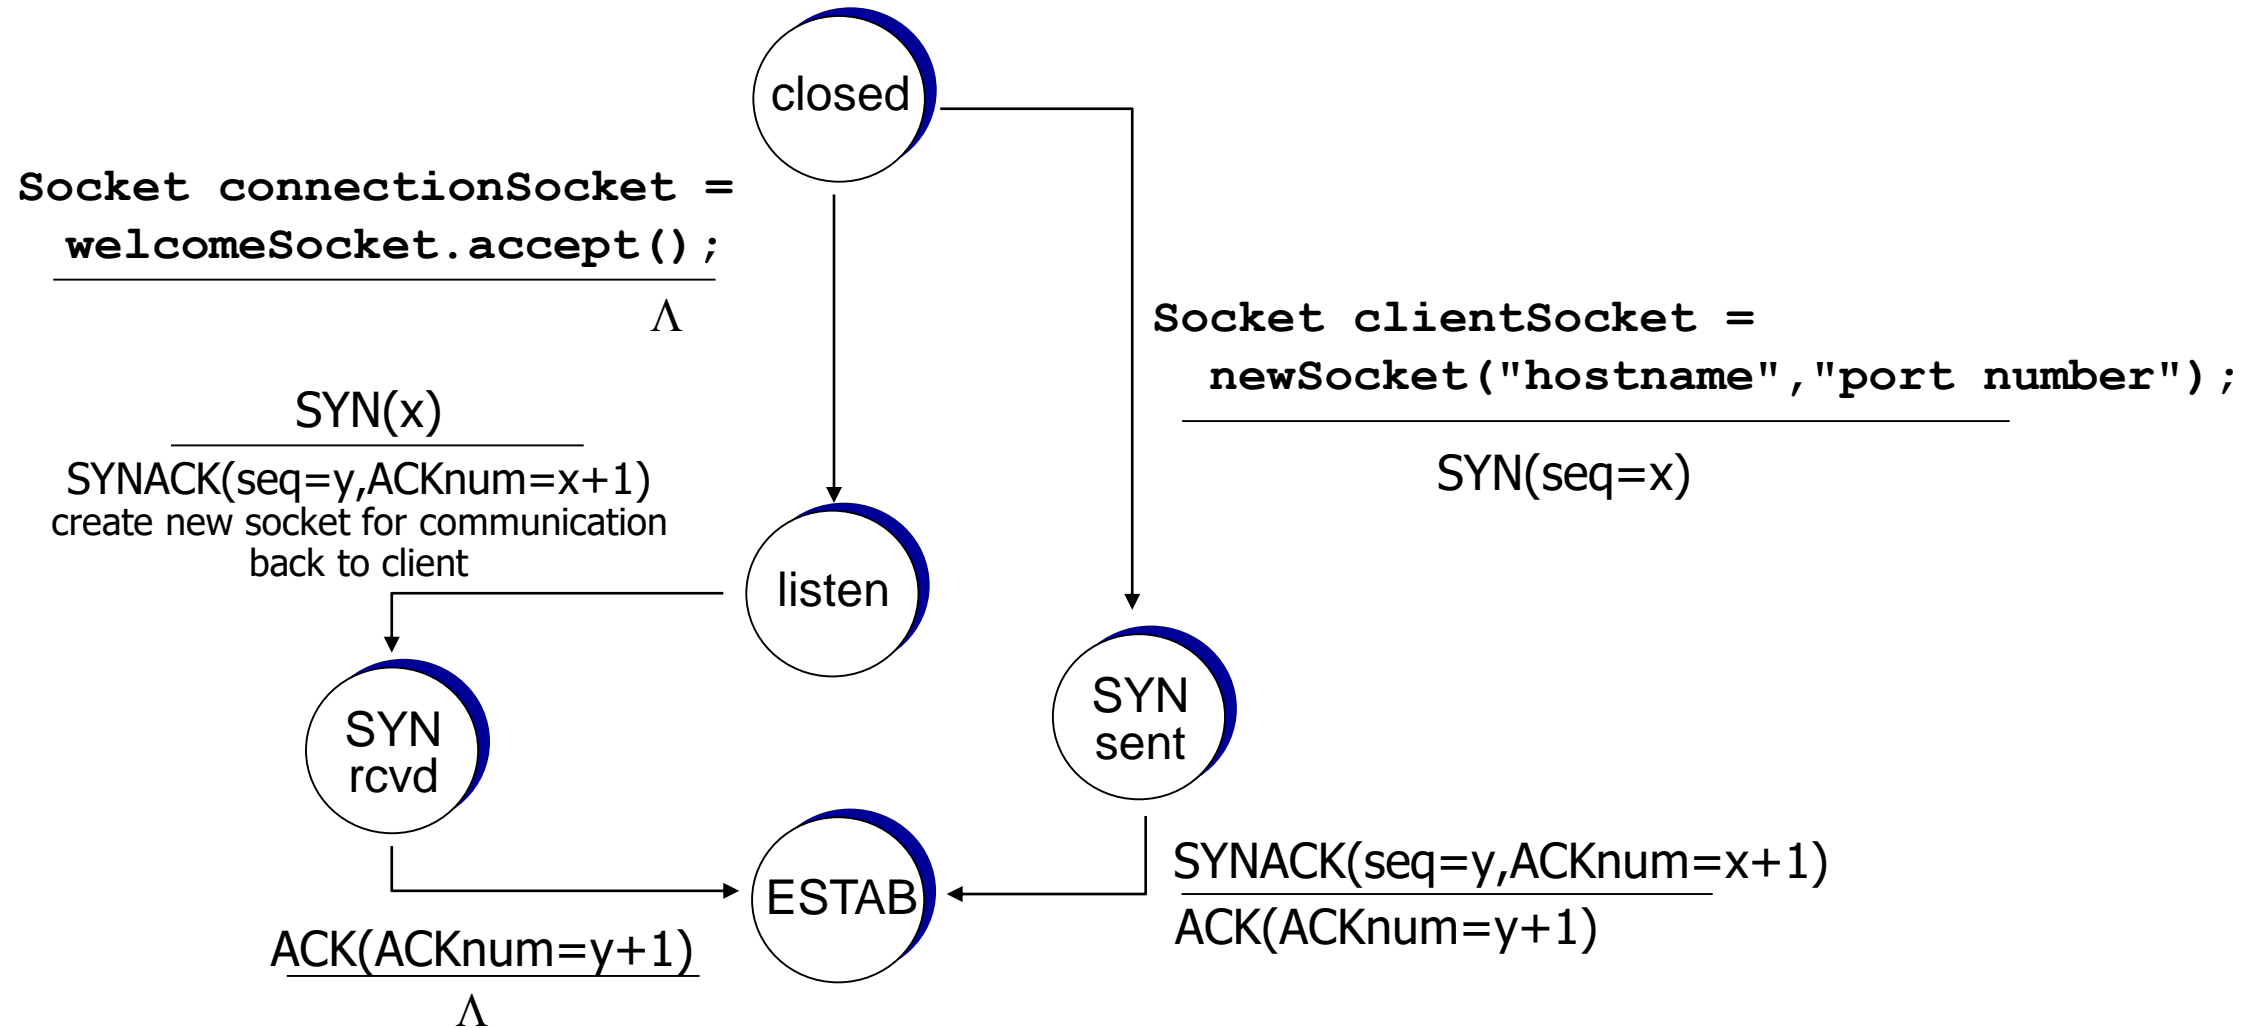 closed
Socket connectionSocket =
welcomeSocket.accept();
Λ
Socket clientSocket =
newSocket("hostname","port number");
SYN(seq=x)
SYN(x)
SYNACK(seq=y,ACKnum=x+1)
create new socket for communication
back to client
listen
SYN
rcvd
SYN
sent
ESTAB
SYNACK(seq=y,ACKnum=x+1)
ACK(ACKnum=y+1)
ACK(ACKnum=y+1)
Λ